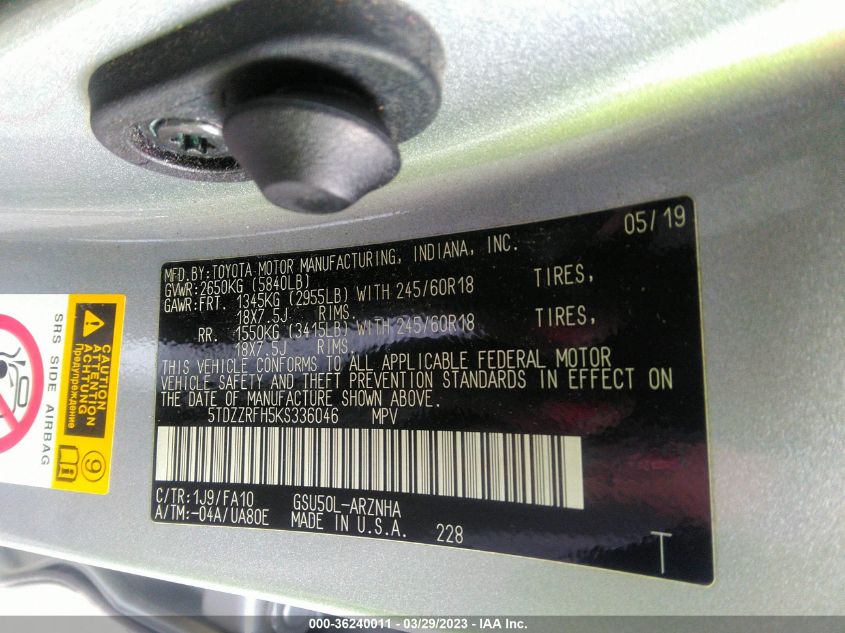 05/19
MFD.BY:TOYOTA MOTOR MANUFACTURING, INDIANA, INC.
GVWR:2650KG (5840LB)
GAWR:FRT. 1345KG (2955LB) WITH 245/60R18 TIRES,
18X7.5J RIMS.
RR. 1550KG (3415LB) WITH 245/60R18 TIRES,
18X7.5J RIMS.
THIS VEHICLE CONFORMS TO ALL APPLICABLE FEDERAL MOTOR
VEHICLE SAFETY AND THEFT PREVENTION STANDARDS IN EFFECT ON
THE DATE OF MANUFACTURE SHOWN ABOVE.
5TDZZRFH5KS336046 MPV
C/TR:1J9/FA10 GSU50L-ARZNHA
A/TM:-04A/UA80E MADE IN U.S.A. 228
T
SRS SIDE AIRBAG
CAUTION
ATTENTION
ACHTUNG
Предупреждение
9
000-36240011 - 03/29/2023 - IAA Inc.